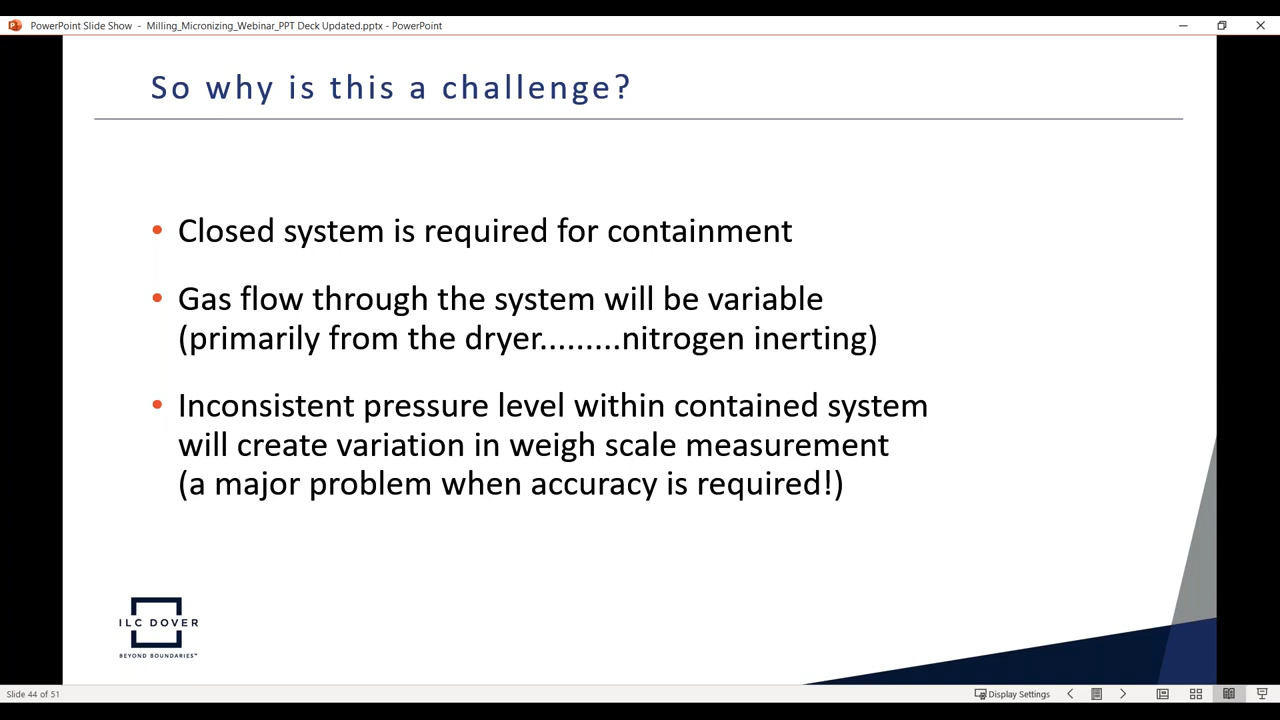 PowerPoint Slide Show - Milling_Micronizing_Webinar_PPT Deck Updated.pptx - PowerPoint
So why is this a challenge?
• Closed system is required for containment
• Gas flow through the system will be variable
(primarily from the dryer.........nitrogen inerting)
• Inconsistent pressure level within contained system
will create variation in weigh scale measurement
(a major problem when accuracy is required!)
ILC DOVER
BEYOND BOUNDARIES™
Slide 44 of 51
Display Settings